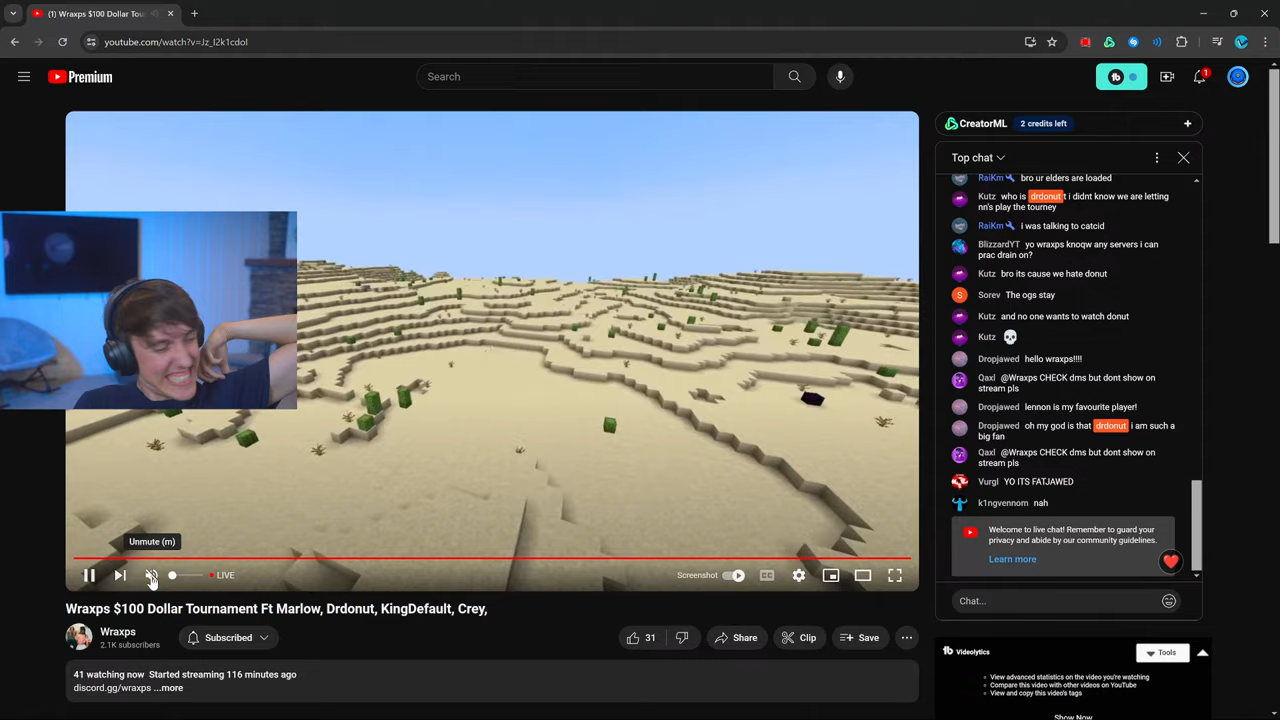 (1) Wraxps $100 Dollar Tour
youtube.com/watch?v=Jz_I2k1cdoI
Premium
Search
1
CreatorML 2 credits left
Top chat
RaiKm bro ur elders are loaded
Kutz who is drdonut t i didnt know we are letting
nn's play the tourney
RaiKm i was talking to catcid
BlizzardYT yo wraxps knoqw any servers i can
prac drain on?
Kutz bro its cause we hate donut
S Sorev The ogs stay
Kutz and no one wants to watch donut
Kutz 💀
Dropjawed hello wraxps!!!!
Qaxl @Wraxps CHECK dms but dont show on
stream pls
Dropjawed lennon is my favourite player!
Dropjawed oh my god is that drdonut i am such a
big fan
Qaxl @Wraxps CHECK dms but dont show on
stream pls
Vurgl YO ITS FATJAWED
k1ngvennom nah
Welcome to live chat! Remember to guard your
privacy and abide by our community guidelines.
Learn more
Chat...
Unmute (m)
LIVE
Screenshot
CC
Wraxps $100 Dollar Tournament Ft Marlow, Drdonut, KingDefault, Crey,
Wraxps
2.1K subscribers
Subscribed
31
Share
Clip
Save
41 watching now Started streaming 116 minutes ago
discord.gg/wraxps ...more
tb Videolytics
Tools
View advanced statistics on the video you're watching
Compare this video with other videos on YouTube
View and copy this video's tags
Show Now